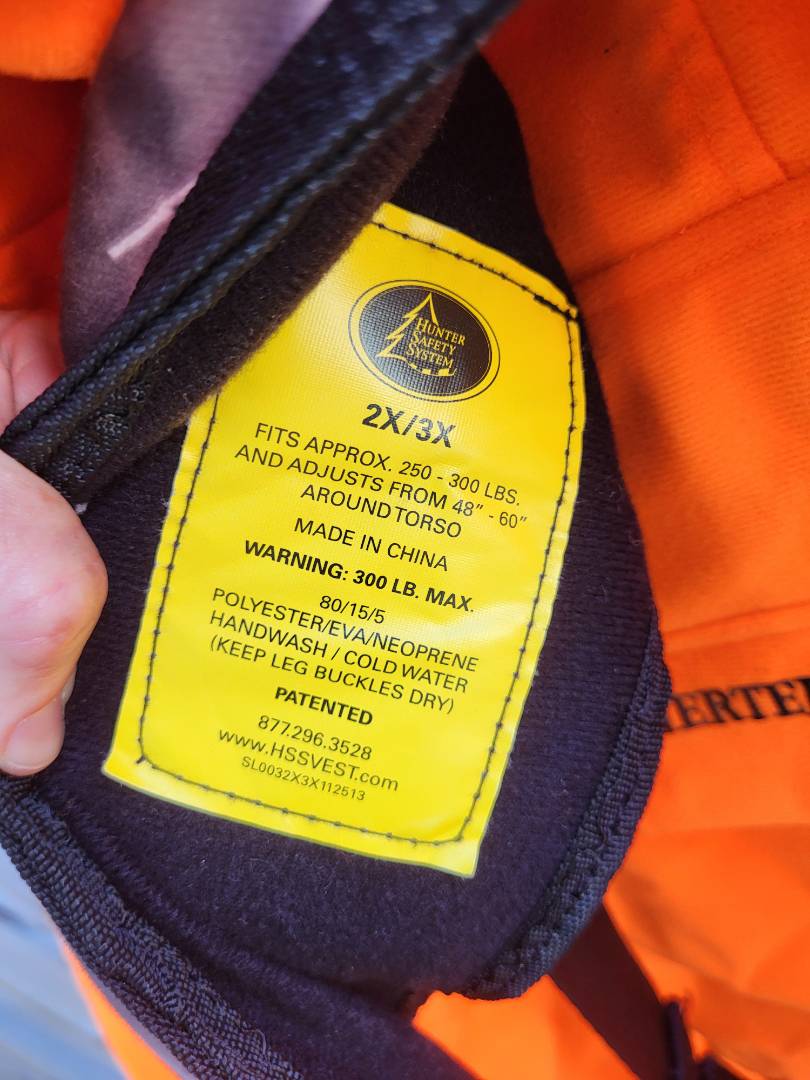 HUNTER
SAFETY
SYSTEM
2X/3X
FITS APPROX. 250 - 300 LBS.
AND ADJUSTS FROM 48" - 60"
AROUND TORSO
MADE IN CHINA
WARNING: 300 LB. MAX.
80/15/5
POLYESTER/EVA/NEOPRENE
HANDWASH / COLD WATER
(KEEP LEG BUCKLES DRY)
PATENTED
877.296.3528
www.HSSVEST.com
SL0032X3X112513